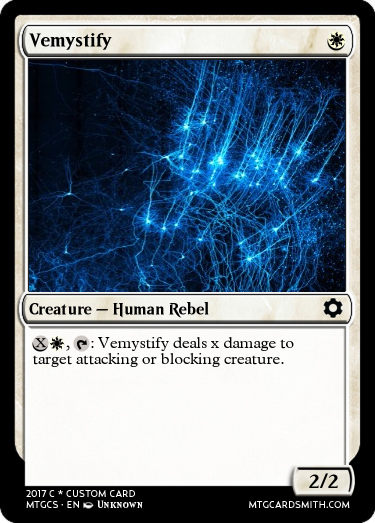 Vemystify
Creature — Human Rebel
X, : Vemystify deals x damage to
target attacking or blocking creature.
2/2
2017 C * CUSTOM CARD
MTGCS • EN Unknown
MTGCARDSMITH.COM